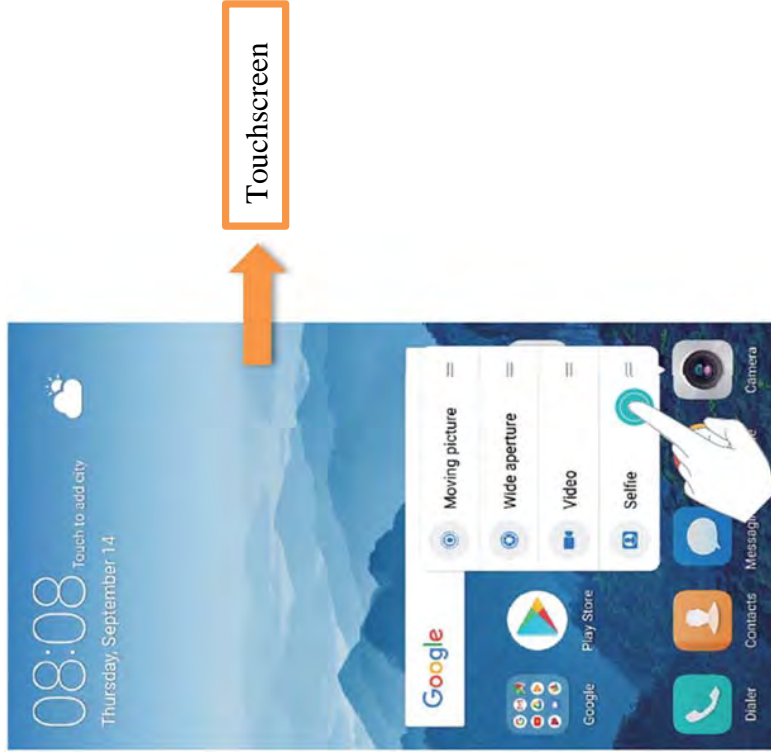 08:08
Touch to add city
Thursday, September 14
Touchscreen
Google
Moving picture
Wide aperture
Video
Selfie
Google
Play Store
Dialer
Contacts
Camera